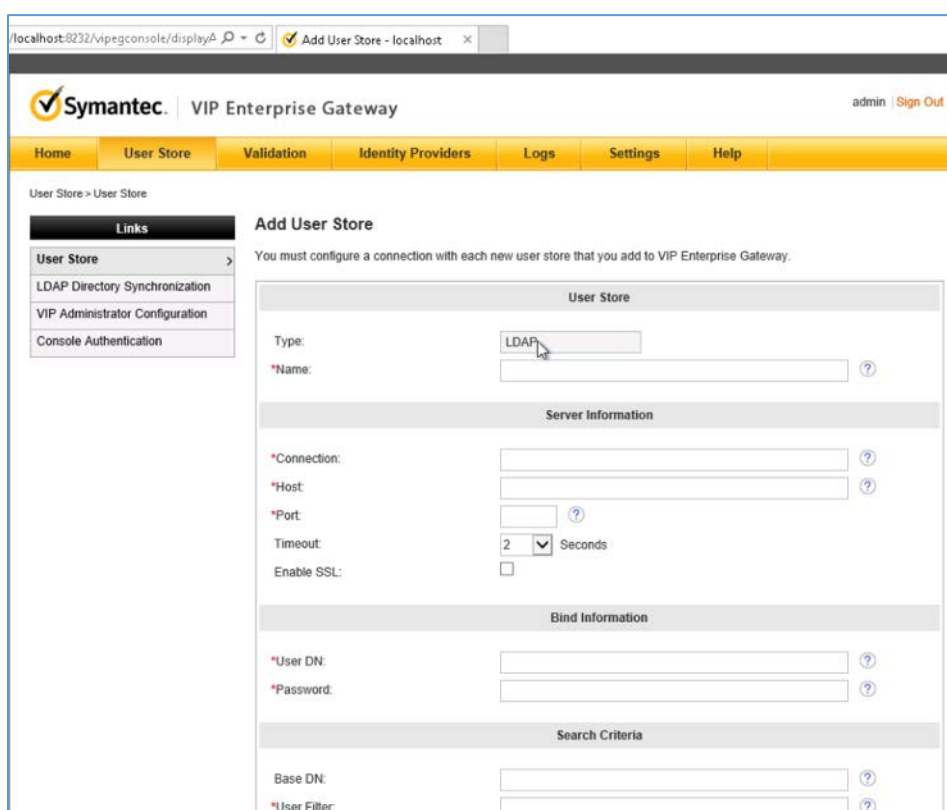 /localhost:8232/vipegconsole/displayA
Add User Store - localhost
Symantec. VIP Enterprise Gateway
admin | Sign Out
Home User Store Validation Identity Providers Logs Settings Help
User Store > User Store
Links
User Store >
LDAP Directory Synchronization
VIP Administrator Configuration
Console Authentication
Add User Store
You must configure a connection with each new user store that you add to VIP Enterprise Gateway.
User Store
Type: LDAP
*Name: ?
Server Information
*Connection: ?
*Host: ?
*Port: ?
Timeout: 2 Seconds
Enable SSL:
Bind Information
*User DN: ?
*Password: ?
Search Criteria
Base DN: ?
*User Filter: ?